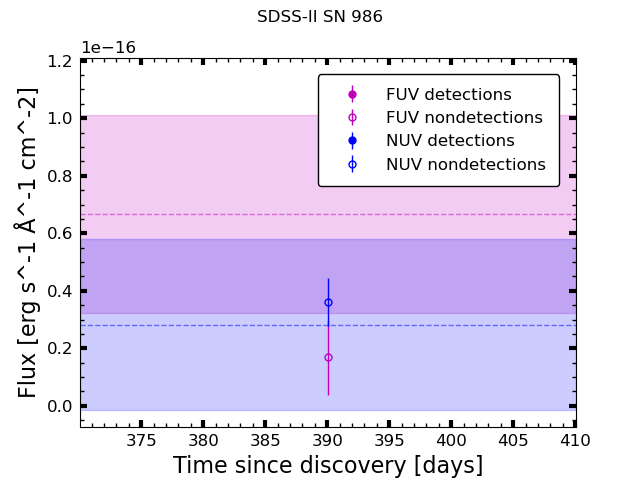 SDSS-II SN 986
1e−16
1.2
1.0
0.8
0.6
0.4
0.2
0.0
Flux [erg s^-1 Å^-1 cm^-2]
FUV detections
FUV nondetections
NUV detections
NUV nondetections
375 380 385 390 395 400 405 410
Time since discovery [days]